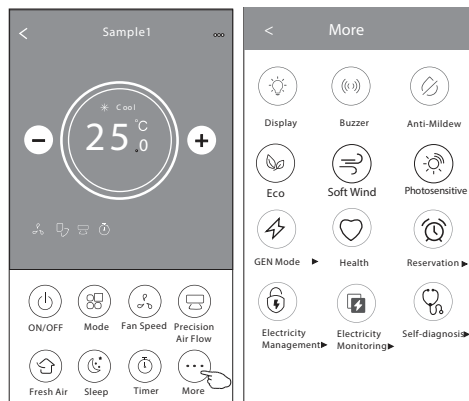 < Sample1 ooo
Cool
25.0 °C
− +
ON/OFF Mode Fan Speed Precision Air Flow
Fresh Air Sleep Timer More
< More
Display Buzzer Anti-Mildew
Eco Soft Wind Photosensitive
GEN Mode ▶ Health Reservation ▶
Electricity Electricity Self-diagnosis▶
Management▶ Monitoring▶